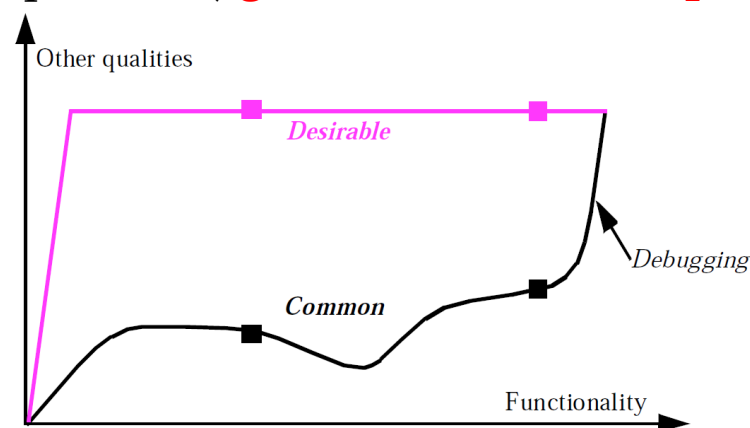 Other qualities
Desirable
Debugging
Common
Functionality